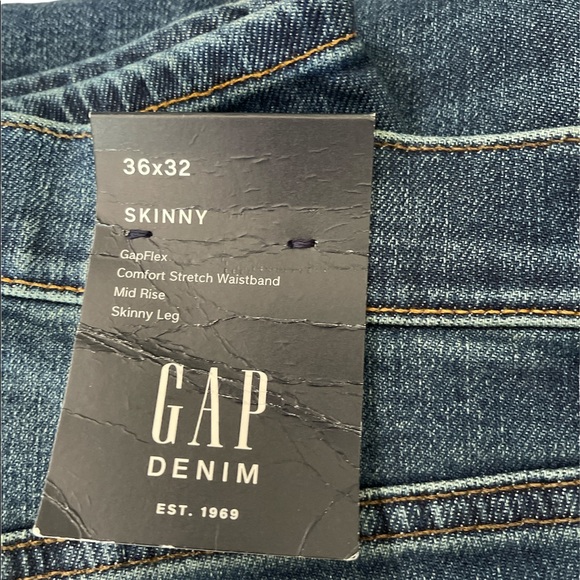 36x32
SKINNY
GapFlex
Comfort Stretch Waistband
Mid Rise
Skinny Leg
GAP
DENIM
EST. 1969